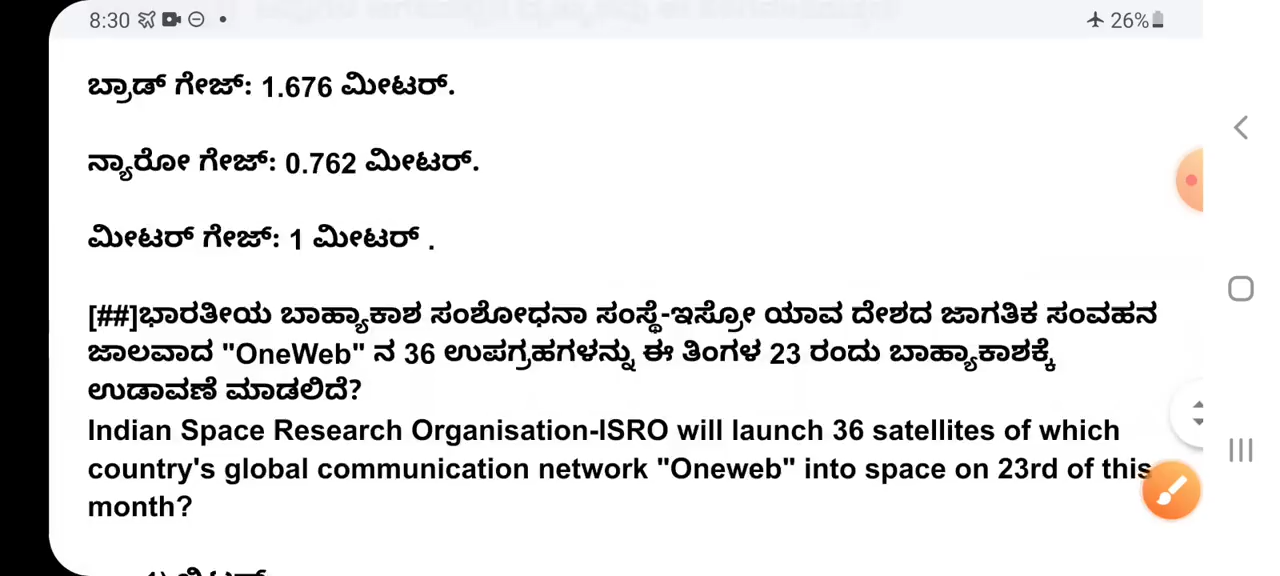 8:30
26%
ಬ್ರಾಡ್ ಗೇಜ್: 1.676 ಮೀಟರ್.
ನ್ಯಾರೋ ಗೇಜ್: 0.762 ಮೀಟರ್.
ಮೀಟರ್ ಗೇಜ್: 1 ಮೀಟರ್ .
[##]ಭಾರತೀಯ ಬಾಹ್ಯಾಕಾಶ ಸಂಶೋಧನಾ ಸಂಸ್ಥೆ-ಇಸ್ರೋ ಯಾವ ದೇಶದ ಜಾಗತಿಕ ಸಂವಹನ
ಜಾಲವಾದ "OneWeb" ನ 36 ಉಪಗ್ರಹಗಳನ್ನು ಈ ತಿಂಗಳ 23 ರಂದು ಬಾಹ್ಯಾಕಾಶಕ್ಕೆ
ಉಡಾವಣೆ ಮಾಡಲಿದೆ?
Indian Space Research Organisation-ISRO will launch 36 satellites of which
country's global communication network "Oneweb" into space on 23rd of this
month?